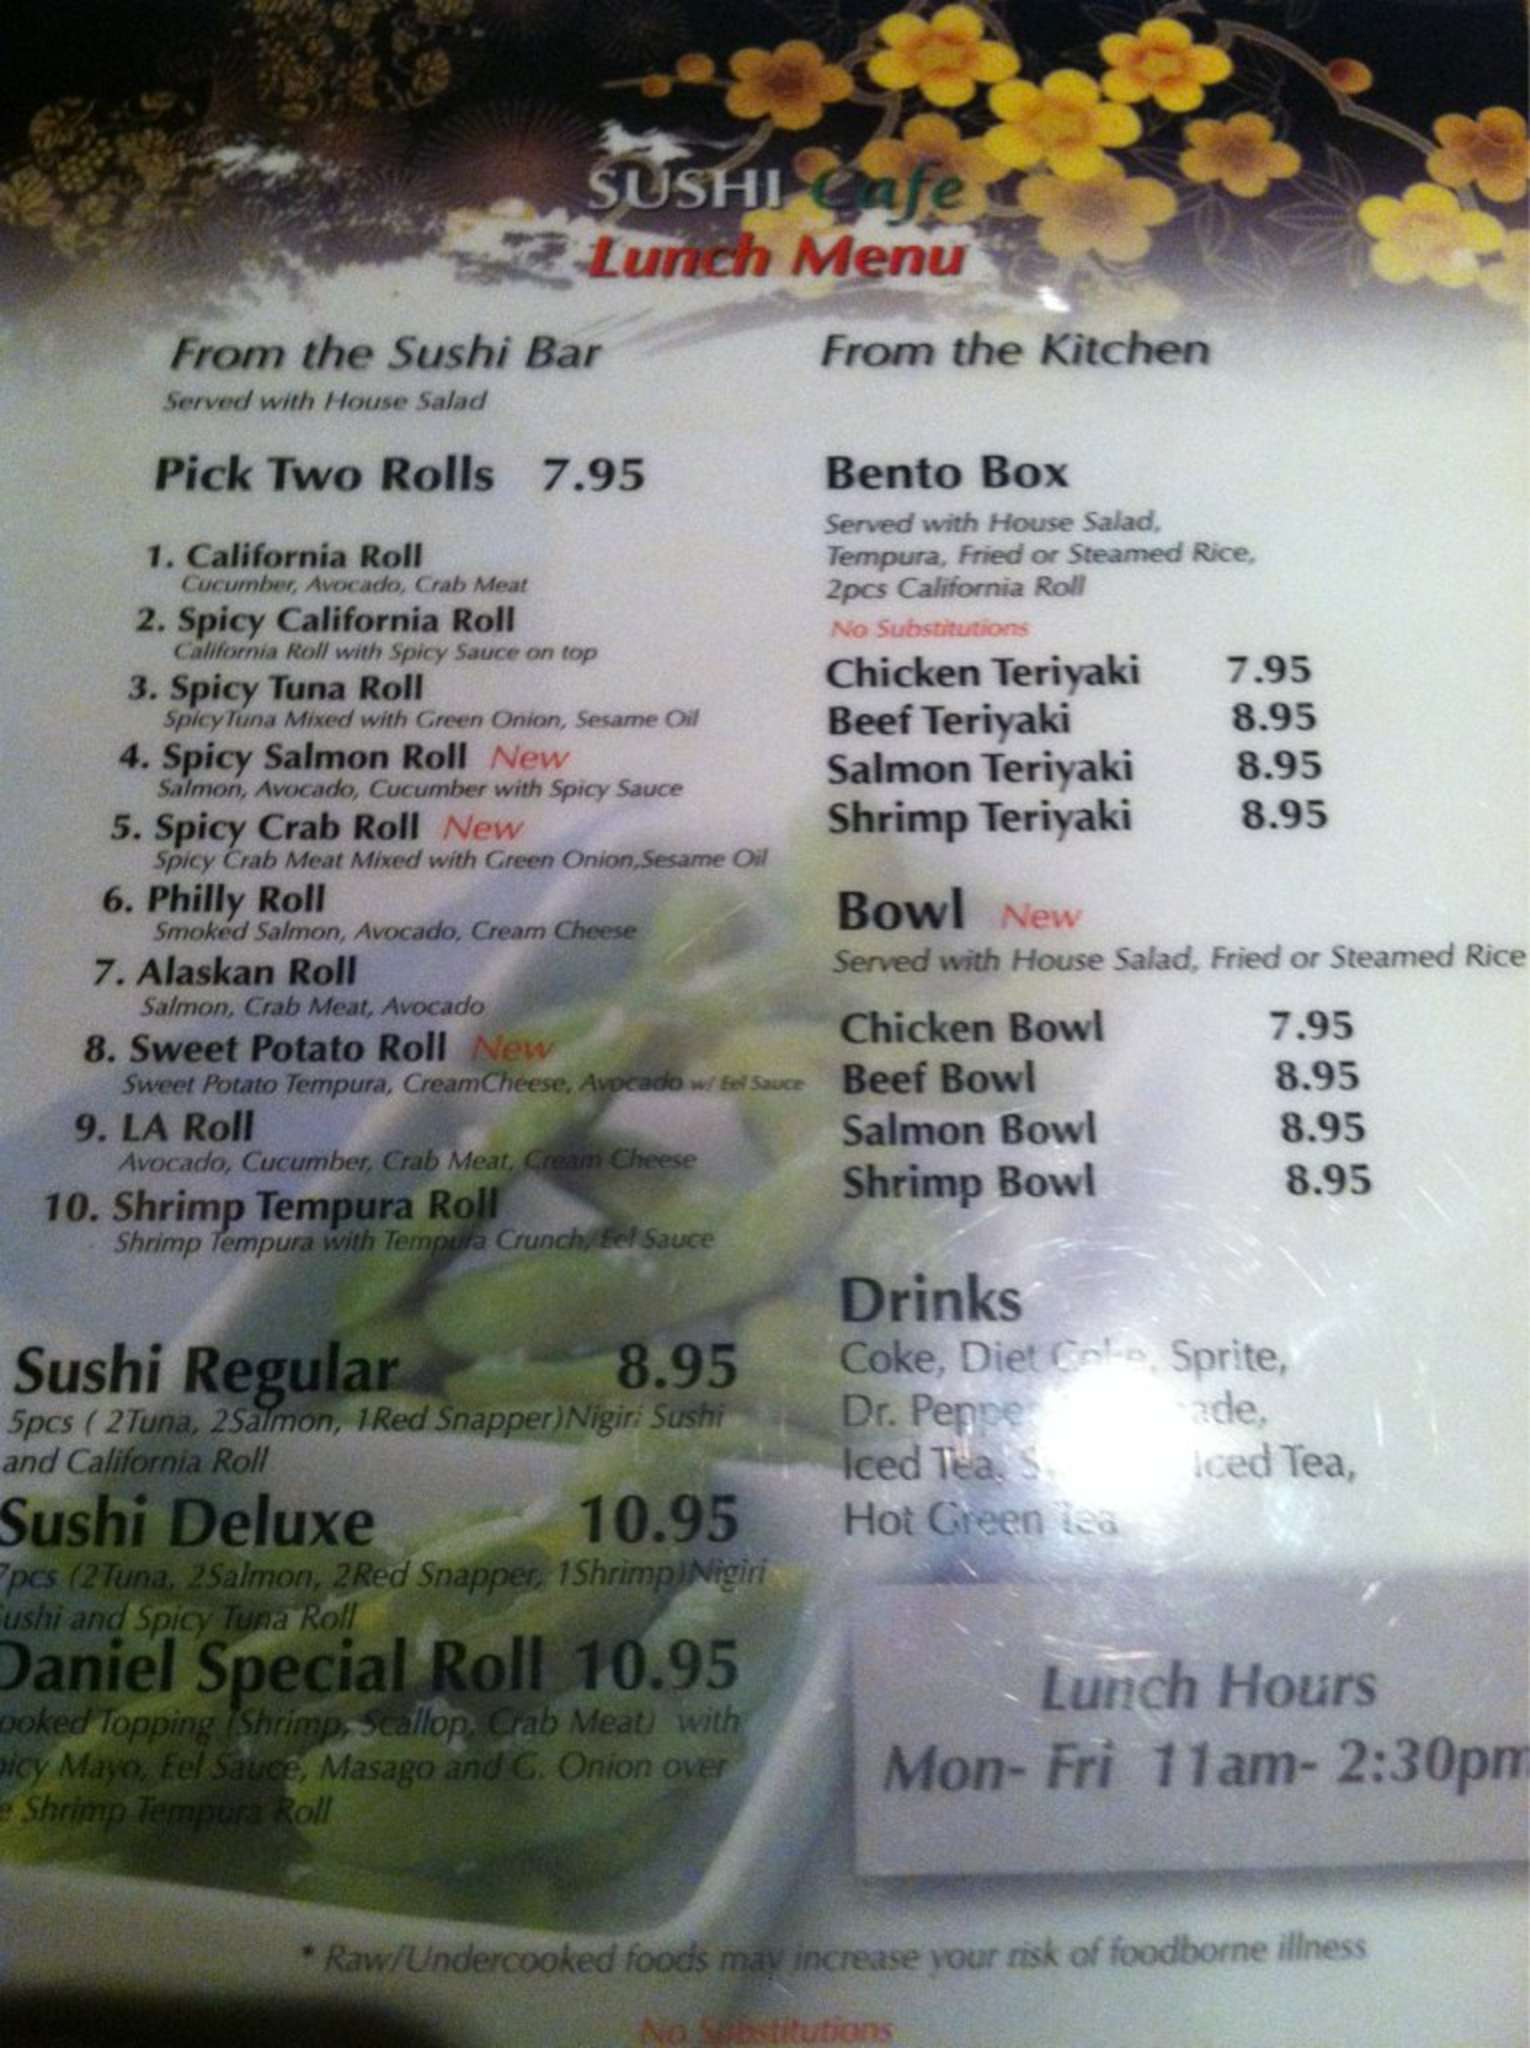 SUSHI Cafe
Lunch Menu
From the Sushi Bar
Served with House Salad
Pick Two Rolls 7.95
1. California Roll
Cucumber, Avocado, Crab Meat
2. Spicy California Roll
California Roll with Spicy Sauce on top
3. Spicy Tuna Roll
SpicyTuna Mixed with Green Onion, Sesame Oil
4. Spicy Salmon Roll New
Salmon, Avocado, Cucumber with Spicy Sauce
5. Spicy Crab Roll New
Spicy Crab Meat Mixed with Green Onion,Sesame Oil
6. Philly Roll
Smoked Salmon, Avocado, Cream Cheese
7. Alaskan Roll
Salmon, Crab Meat, Avocado
8. Sweet Potato Roll New
Sweet Potato Tempura, CreamCheese, Avocado w/ Eel Sauce
9. LA Roll
Avocado, Cucumber, Crab Meat, Cream Cheese
10. Shrimp Tempura Roll
Shrimp Tempura with Tempura Crunch, Eel Sauce
Sushi Regular 8.95
5pcs ( 2Tuna, 2Salmon, 1Red Snapper)Nigiri Sushi
and California Roll
Sushi Deluxe 10.95
7pcs (2Tuna, 2Salmon, 2Red Snapper, 1Shrimp)Nigiri
and Spicy Tuna Roll
Daniel Special Roll 10.95
Topping (Shrimp, Scallop, Crab Meat) with
Mayo, Eel Sauce, Masago and G. Onion over
Shrimp Tempura Roll
From the Kitchen
Bento Box
Served with House Salad,
Tempura, Fried or Steamed Rice,
2pcs California Roll
No Substitutions
Chicken Teriyaki 7.95
Beef Teriyaki 8.95
Salmon Teriyaki 8.95
Shrimp Teriyaki 8.95
Bowl New
Served with House Salad, Fried or Steamed Rice
Chicken Bowl 7.95
Beef Bowl 8.95
Salmon Bowl 8.95
Shrimp Bowl 8.95
Drinks
Coke, Diet Coke, Sprite,
Dr. Pepper
Iced Tea, Iced Tea,
Hot Green Tea
Lunch Hours
Mon- Fri 11am- 2:30pm
* Raw/Undercooked foods may increase your risk of foodborne illness
No Substitutions